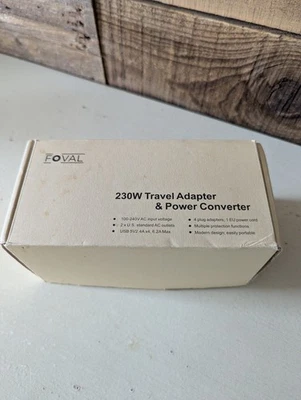 FOVAL
230W Travel Adapter
& Power Converter
100-240V AC input voltage
2 x U.S. standard AC outlets
USB 5V/2.4A x4, 6.2A Max
4 plug adapters, 1 EU power cord
Multiple protection functions
Modern design, easily portable